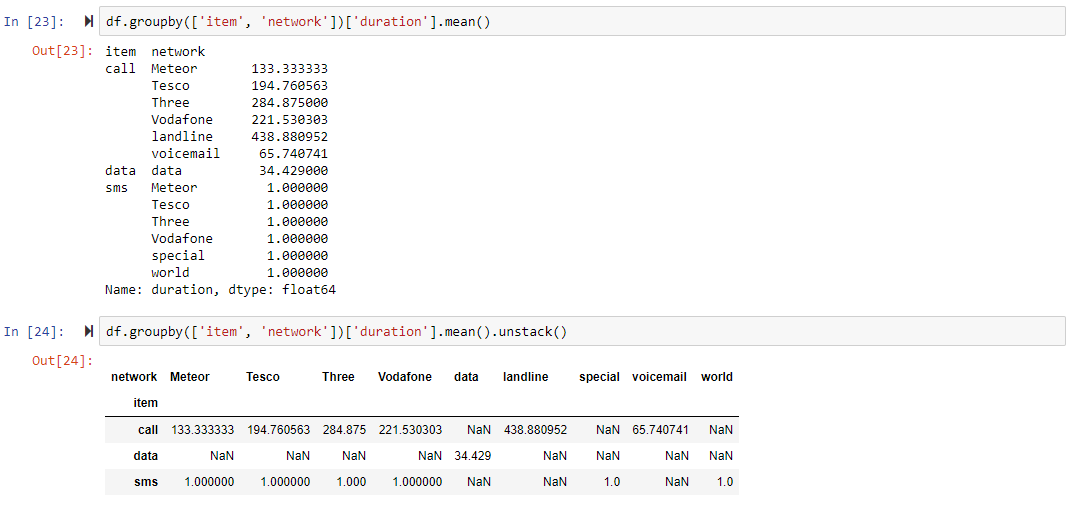 In [23]: df.groupby(['item', 'network'])['duration'].mean()
Out[23]: item network
call Meteor 133.333333
Tesco 194.760563
Three 284.875000
Vodafone 221.530303
landline 438.880952
voicemail 65.740741
data data 34.429000
sms Meteor 1.000000
Tesco 1.000000
Three 1.000000
Vodafone 1.000000
special 1.000000
world 1.000000
Name: duration, dtype: float64
In [24]: df.groupby(['item', 'network'])['duration'].mean().unstack()
Out[24]:
network Meteor Tesco Three Vodafone data landline special voicemail world
item
call 133.333333 194.760563 284.875 221.530303 NaN 438.880952 NaN 65.740741 NaN
data NaN NaN NaN NaN 34.429 NaN NaN NaN NaN
sms 1.000000 1.000000 1.000 1.000000 NaN NaN 1.0 NaN 1.0